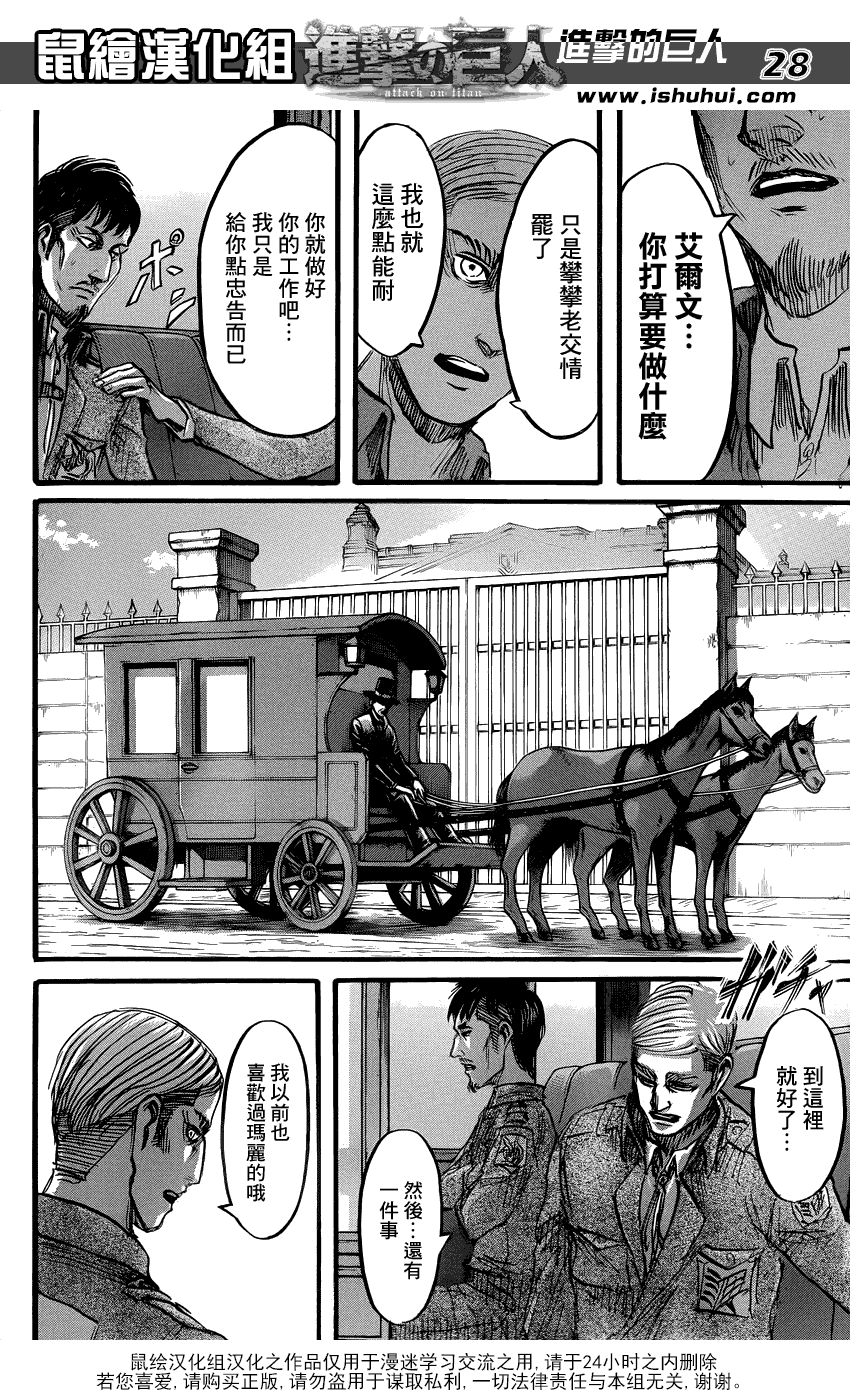 鼠繪漢化組
進撃の巨人
attack on titan
進擊的巨人
28
www.ishuhui.com
艾爾文…
你打算要做什麼
只是攀攀老交情
罷了
我也就
這麼點能耐
你就做好
你的工作吧…
我只是
給你點忠告而已
ポン
ガチャ
到這裡
就好了…
然後…還有
一件事
我以前也
喜歡過瑪麗的哦
鼠绘汉化组汉化之作品仅用于漫迷学习交流之用, 请于24小时之内删除
若您喜爱, 请购买正版, 请勿盗用于谋取私利, 一切法律责任与本组无关, 谢谢.